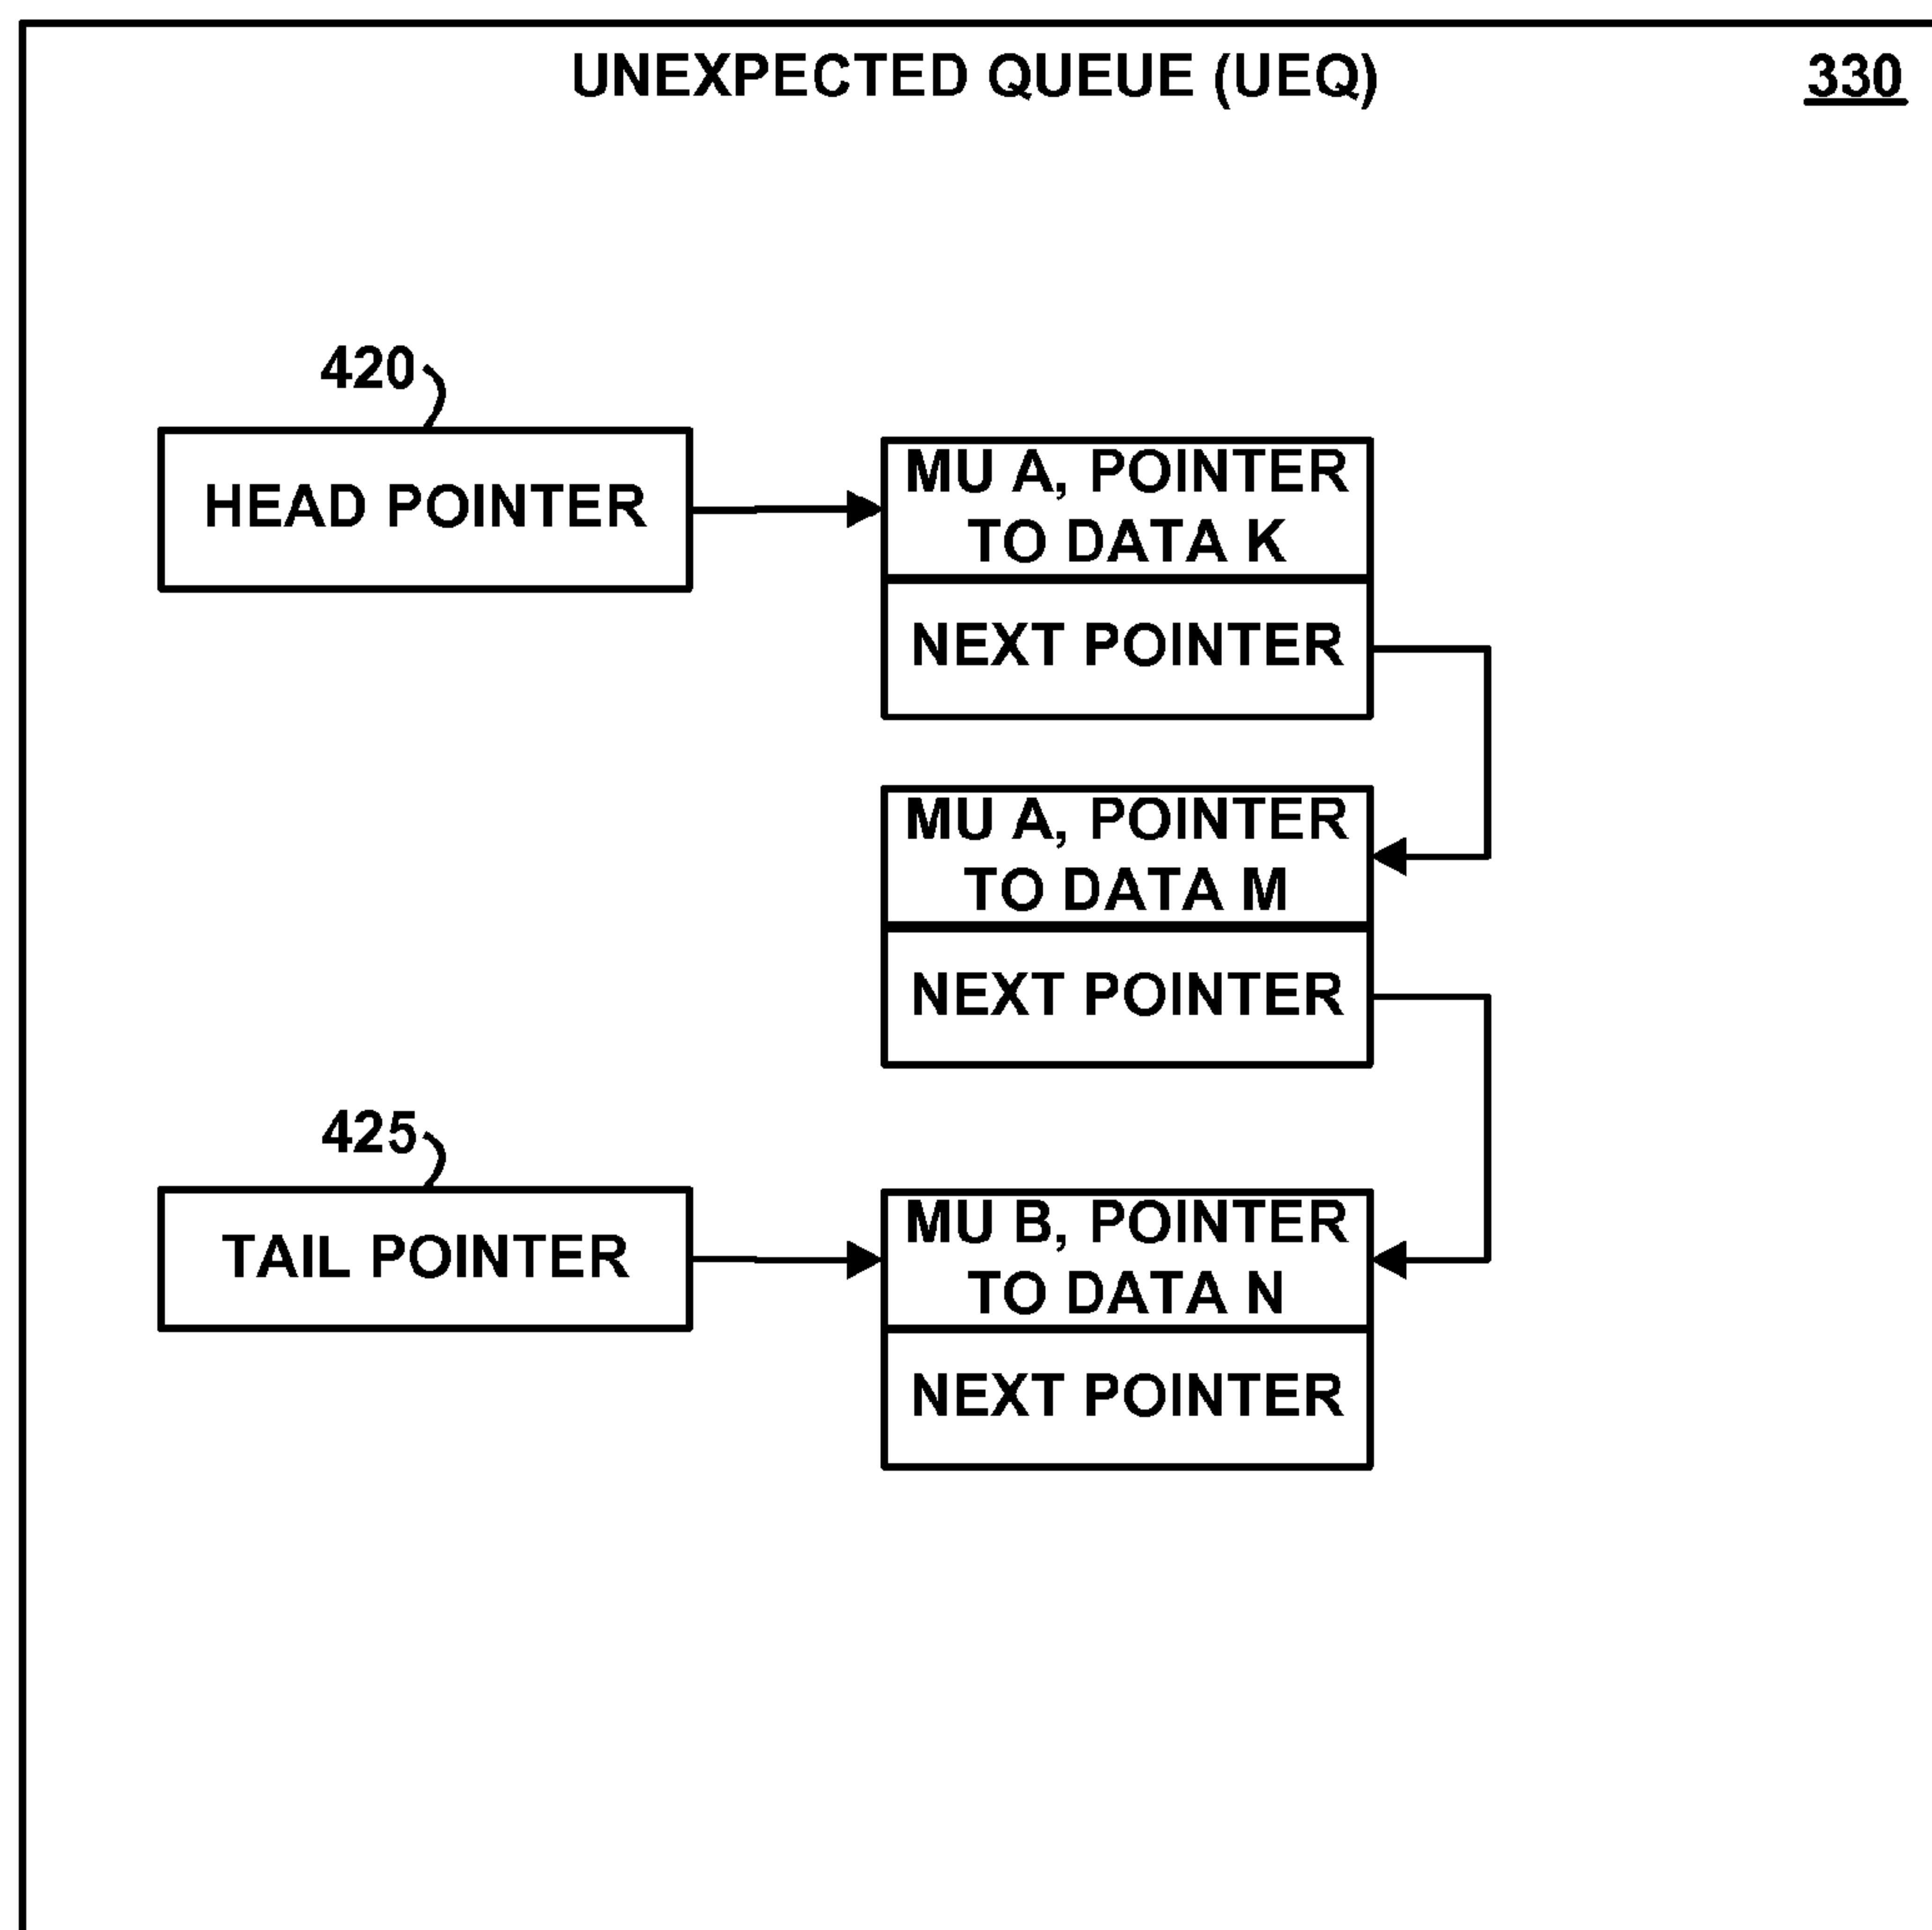 UNEXPECTED QUEUE (UEQ)
330
420
HEAD POINTER
MU A, POINTER
TO DATA K
NEXT POINTER
MU A, POINTER
TO DATA M
NEXT POINTER
425
TAIL POINTER
MU B, POINTER
TO DATA N
NEXT POINTER